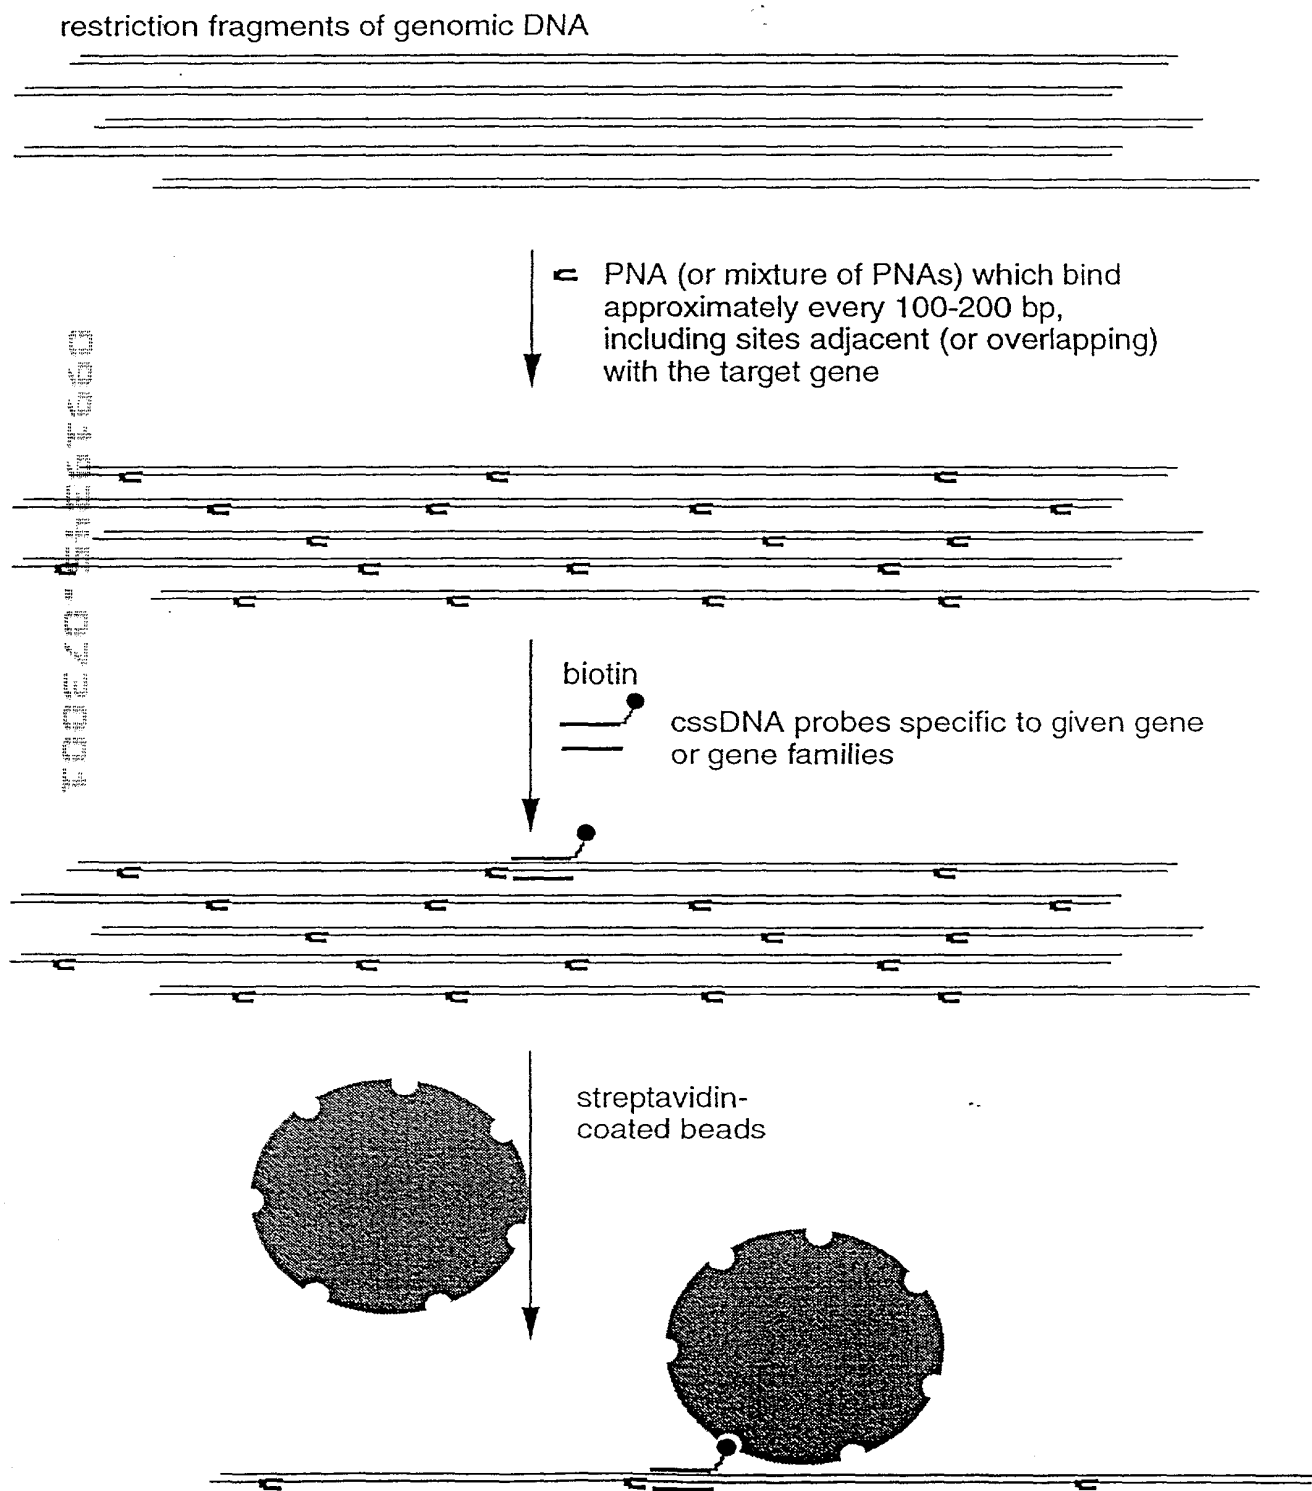 restriction fragments of genomic DNA
PNA (or mixture of PNAs) which bind
approximately every 100-200 bp,
including sites adjacent (or overlapping)
with the target gene
biotin
cssDNA probes specific to given gene
or gene families
streptavidin-
coated beads